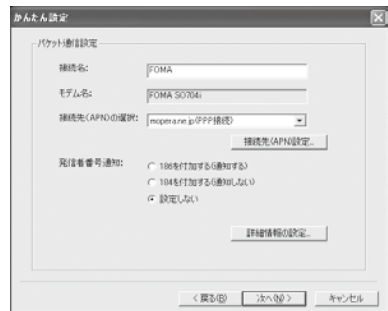 かんたん設定
パケット通信設定
接続名:
FOMA
モデム名:
FOMA SO704i
接続先(APN)の選択:
mopera.ne.jp(PPP接続)
接続先(APN)設定...
発信者番号通知:
186を付加する(通知する)
184を付加する(通知しない)
設定しない
詳細情報の設定...
< 戻る(B)
次へ(N) >
キャンセル